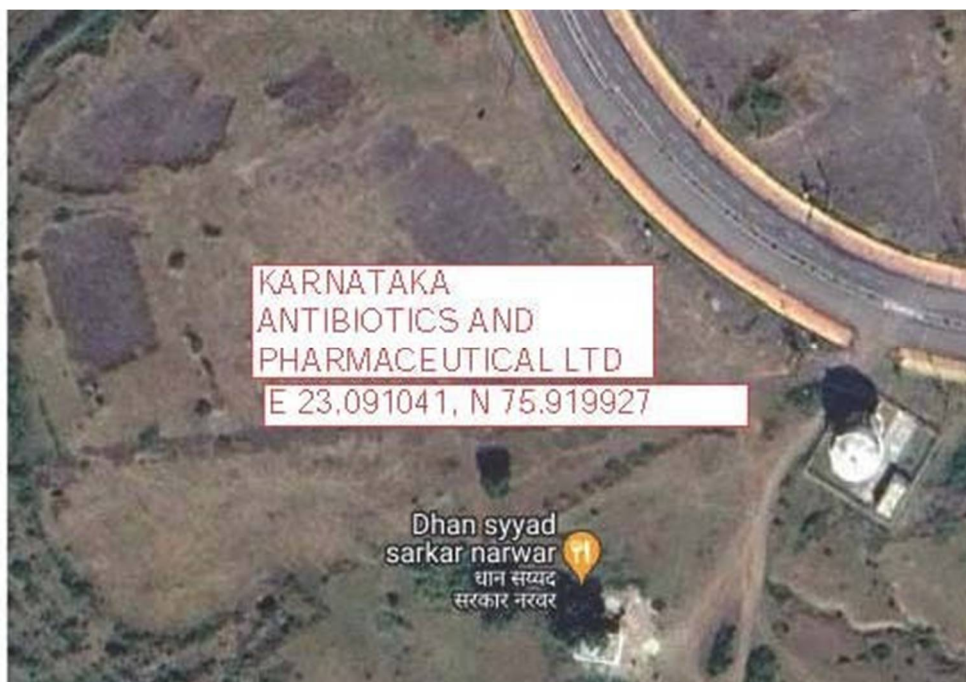 KARNATAKA
ANTIBIOTICS AND
PHARMACEUTICAL LTD
E 23.091041, N 75.919927
Dhan syyad
sarkar narwar
धान सय्यद
सरकार नरवर